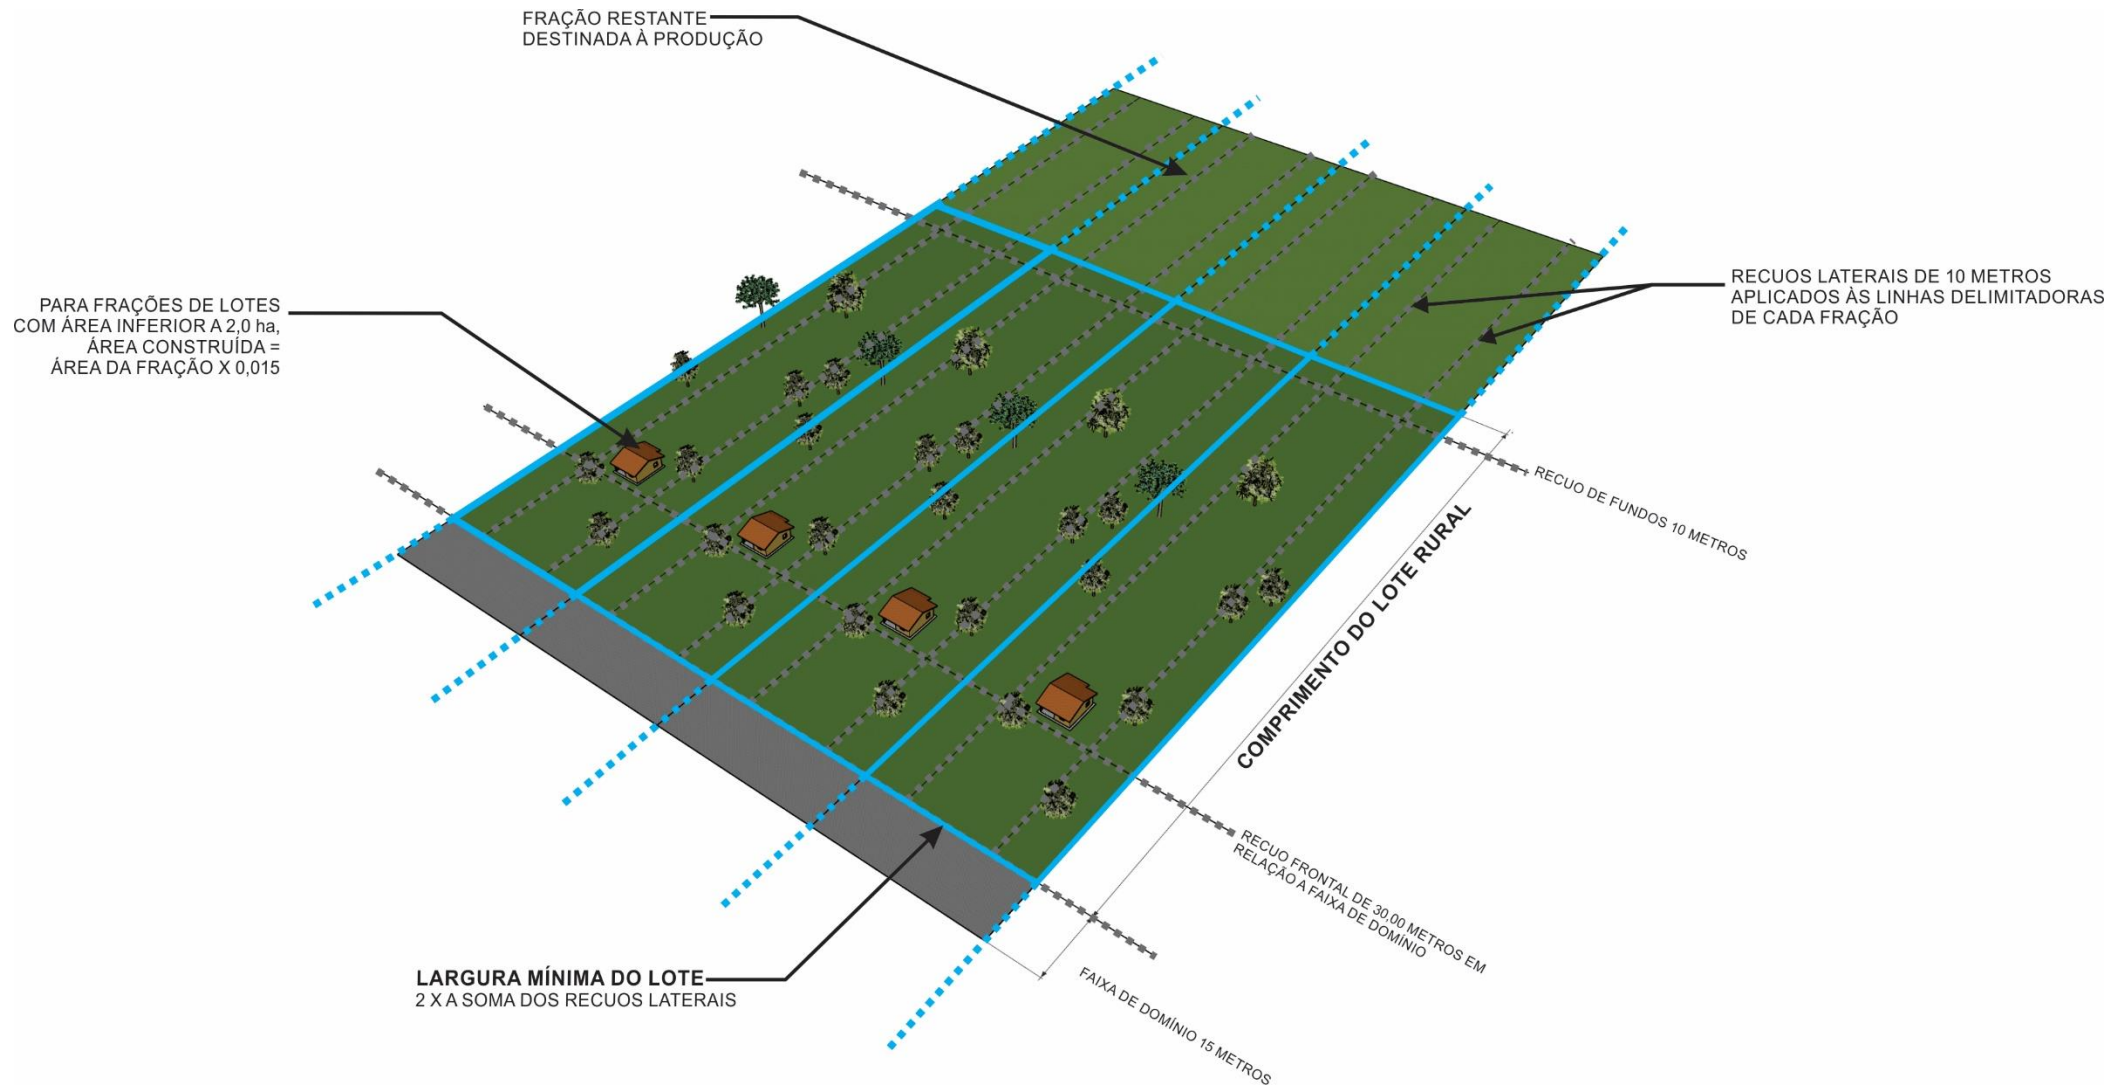 FRAÇÃO RESTANTE
DESTINADA À PRODUÇÃO
PARA FRAÇÕES DE LOTES
COM ÁREA INFERIOR A 2,0 ha,
ÁREA CONSTRUÍDA =
ÁREA DA FRAÇÃO X 0,015
RECUOS LATERAIS DE 10 METROS
APLICADOS ÀS LINHAS DELIMITADORAS
DE CADA FRAÇÃO
RECUO DE FUNDOS 10 METROS
COMPRIMENTO DO LOTE RURAL
RECUO FRONTAL DE 30,00 METROS EM
RELAÇÃO A FAIXA DE DOMÍNIO
LARGURA MÍNIMA DO LOTE
2 X A SOMA DOS RECUOS LATERAIS
FAIXA DE DOMÍNIO 15 METROS